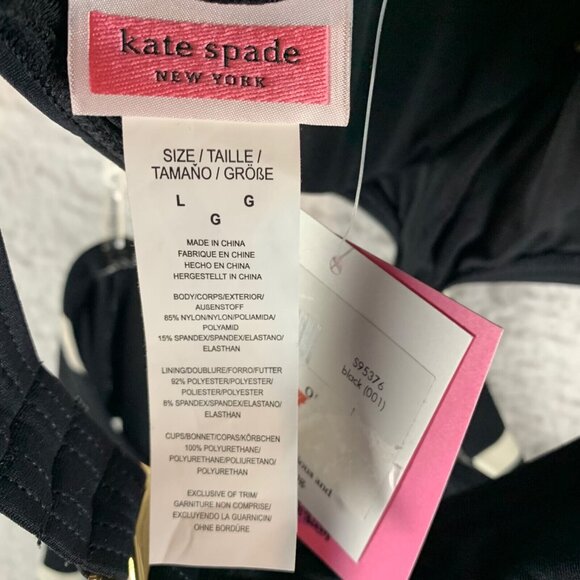 kate spade
NEW YORK
SIZE / TAILLE /
TAMAÑO / GRÖßE
L G
G
MADE IN CHINA
FABRIQUE EN CHINE
HECHO EN CHINA
HERGESTELLT IN CHINA
BODY/CORPS/EXTERIOR/
AUßENSTOFF
85% NYLON/NYLON/POLIAMIDA/
POLYAMID
15% SPANDEX/SPANDEX/ELASTANO/
ELASTHAN
LINING/DOUBLURE/FORRO/FUTTER
92% POLYESTER/POLYESTER/
POLIÉSTER/POLYESTER
8% SPANDEX/SPANDEX/ELASTANO/
ELASTHAN
CUPS/BONNET/COPAS/KÖRBCHEN
100% POLYURETHANE/
POLYURÉTHANE/POLIURETANO/
POLYURETHAN
EXCLUSIVE OF TRIM/
GARNITURE NON COMPRISE/
EXCLUYENDO LA GUARNICIÓN/
OHNE BORDÜRE
S95376
black (001)
and